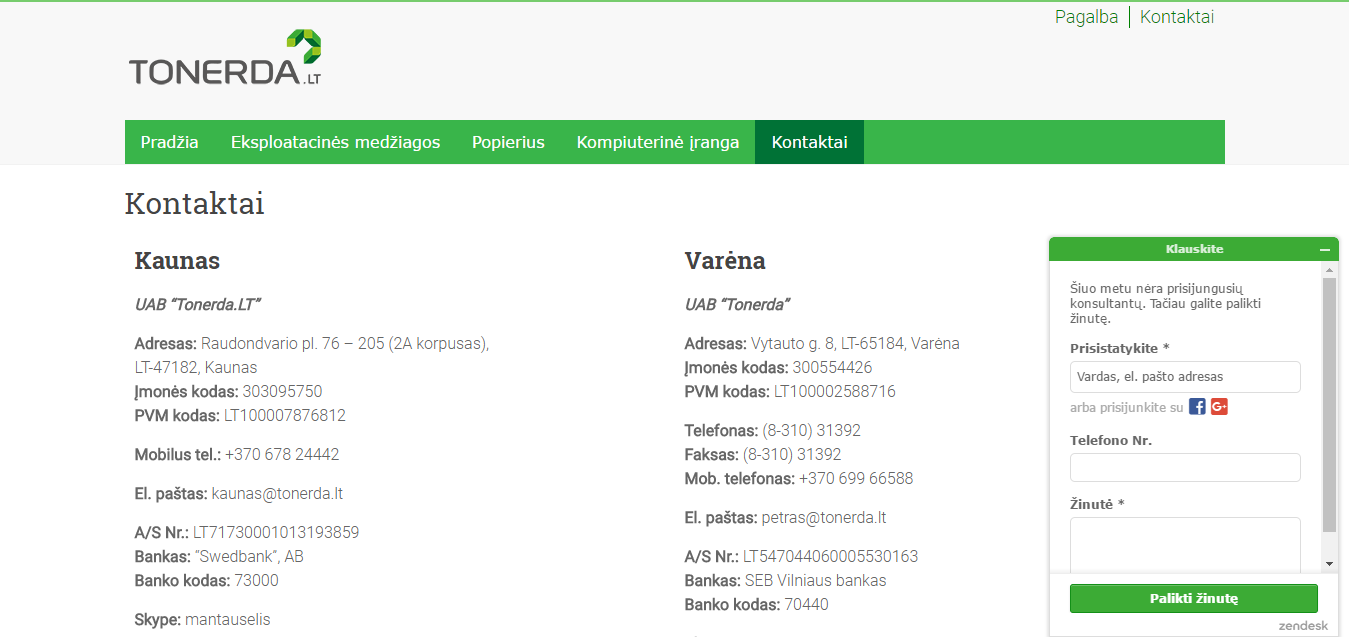 Pagalba | Kontaktai
TONERDA.LT
Pradžia Eksploatacinės medžiagos Popierius Kompiuterinė įranga Kontaktai
Kontaktai
Kaunas
UAB “Tonerda.LT”
Adresas: Raudondvario pl. 76 – 205 (2A korpusas),
LT-47182, Kaunas
Įmonės kodas: 303095750
PVM kodas: LT100007876812
Mobilus tel.: +370 678 24442
El. paštas: kaunas@tonerda.lt
A/S Nr.: LT71730001013193859
Bankas: “Swedbank”, AB
Banko kodas: 73000
Skype: mantauselis
Varėna
UAB “Tonerda”
Adresas: Vytauto g. 8, LT-65184, Varėna
Įmonės kodas: 300554426
PVM kodas: LT100002588716
Telefonas: (8-310) 31392
Faksas: (8-310) 31392
Mob. telefonas: +370 699 66588
El. paštas: petras@tonerda.lt
A/S Nr.: LT547044060005530163
Bankas: SEB Vilniaus bankas
Banko kodas: 70440
Klauskite
Šiuo metu nėra prisijungusių
konsultantų. Tačiau galite palikti
žinutę.
Prisistatykite *
Vardas, el. pašto adresas
arba prisijunkite su
Telefono Nr.
Žinutė *
Palikti žinutę
zendesk